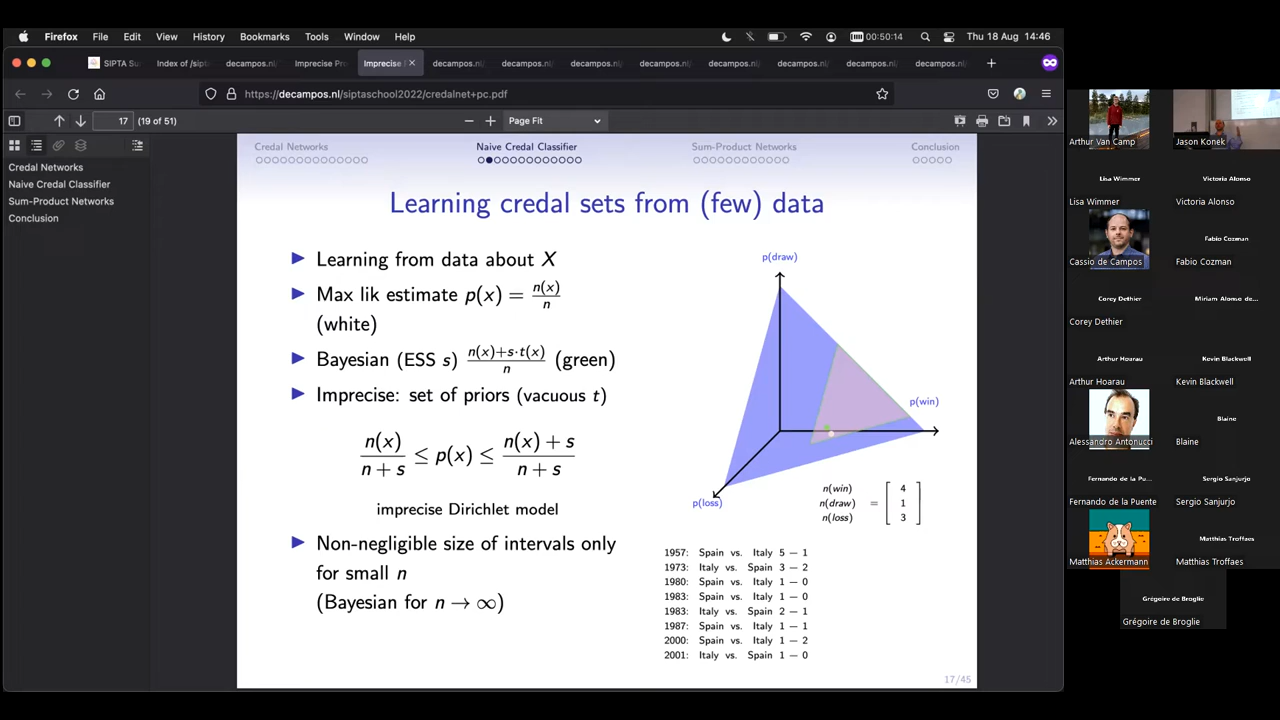 Firefox File Edit View History Bookmarks Tools Window Help 00:50:14 Thu 18 Aug 14:46
SIPTA Su Index of /sipt decampos.nl/ Imprecise Pro Imprecise decampos.nl/ decampos.nl/ decampos.nl/ decampos.nl/ decampos.nl/ decampos.nl/ decampos.nl/ decampos.nl/
https://decampos.nl/siptaschool2022/credalnet+pc.pdf
17 (19 of 51) Page Fit
Credal Networks
Naive Credal Classifier
Sum-Product Networks
Conclusion
Credal Networks Naive Credal Classifier Sum-Product Networks Conclusion
Learning credal sets from (few) data
Learning from data about X
Max lik estimate p(x) = n(x)/n
(white)
Bayesian (ESS s) n(x)+s·t(x)/n (green)
Imprecise: set of priors (vacuous t)
n(x)/n + s ≤ p(x) ≤ n(x) + s/n + s
imprecise Dirichlet model
Non-negligible size of intervals only
for small n
(Bayesian for n → ∞)
p(draw)
p(win)
p(loss)
n(win) 4
n(draw) = 1
n(loss) 3
1957: Spain vs. Italy 5 – 1
1973: Italy vs. Spain 3 – 2
1980: Spain vs. Italy 1 – 0
1983: Spain vs. Italy 1 – 0
1983: Italy vs. Spain 2 – 1
1987: Spain vs. Italy 1 – 1
2000: Spain vs. Italy 1 – 2
2001: Italy vs. Spain 1 – 0
17/45
Arthur Van Camp
Jason Konek
Lisa Wimmer
Lisa Wimmer
Victoria Alonso
Victoria Alonso
Cassio de Campos
Fabio Cozman
Fabio Cozman
Corey Dethier
Corey Dethier
Miriam Alonso de...
Arthur Hoarau
Arthur Hoarau
Kevin Blackwell
Kevin Blackwell
Alessandro Antonucci
Blaine
Blaine
Fernando de la Pu...
Fernando de la Puente
Sergio Sanjurjo
Sergio Sanjurjo
Matthias Ackermann
Matthias Troffaes
Matthias Troffaes
Grégoire de Broglie
Grégoire de Broglie